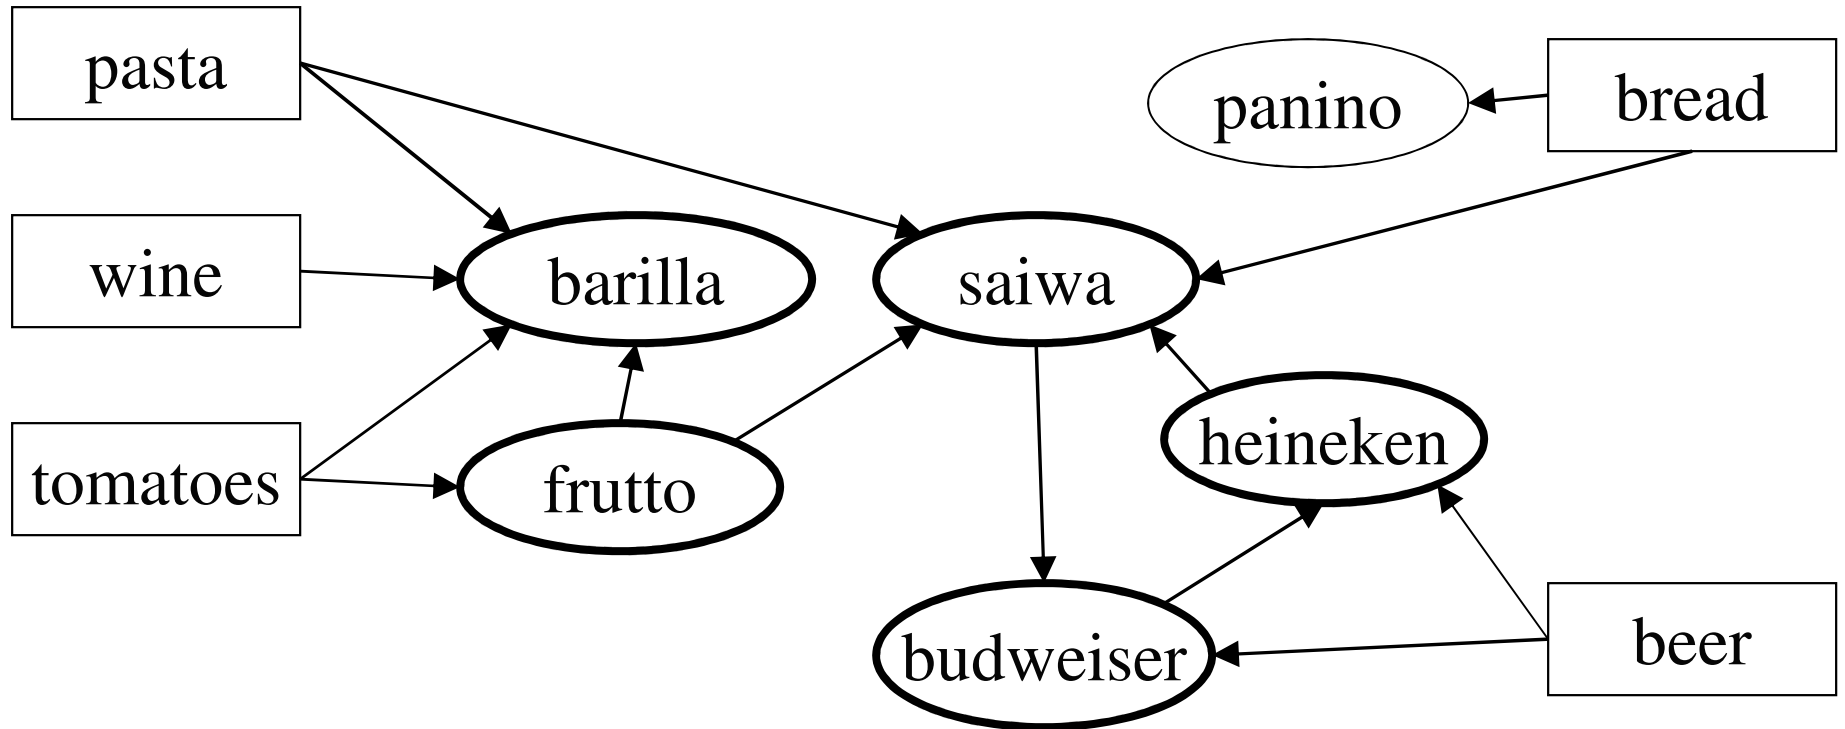 pasta
panino
bread
wine
barilla
saiwa
heineken
tomatoes
frutto
budweiser
beer